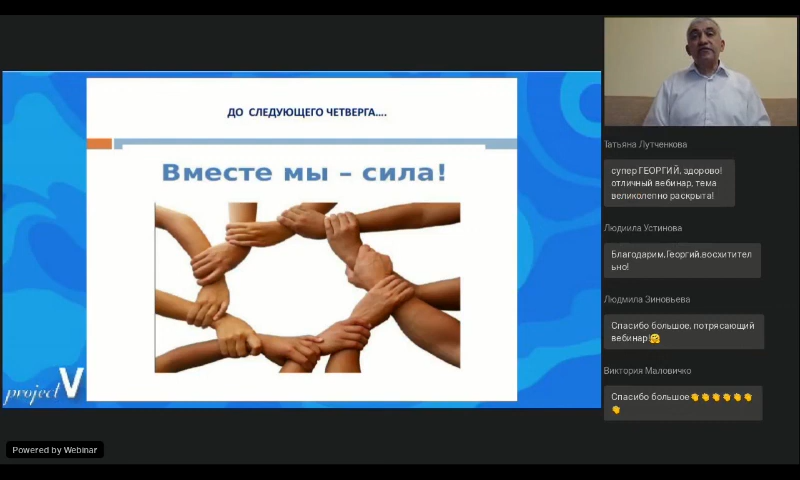 ДО СЛЕДУЮЩЕГО ЧЕТВЕРГА....
Вместе мы – сила!
project V
Powered by Webinar
Татьяна Лутченкова
супер ГЕОРГИЙ, здорово!
отличный вебинар, тема
великолепно раскрыта!
Людмила Устинова
Благодарим,Георгий,восхитител
ьно!
Людмила Зиновьева
Спасибо большое, потрясающий
вебинар!🤗
Виктория Маловичко
Спасибо большое👏👏👏👏👏👏
👏